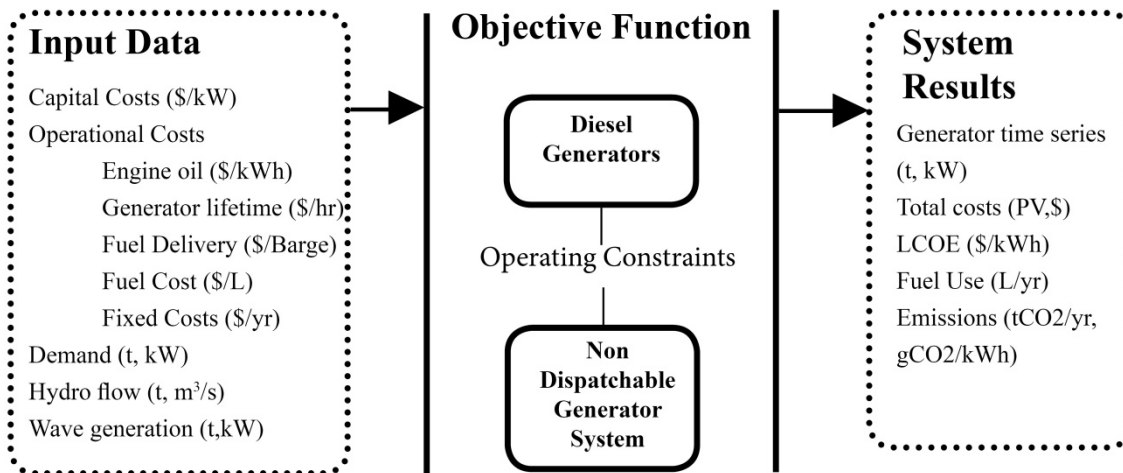 Input Data
Capital Costs ($/kW)
Operational Costs
Engine oil ($/kWh)
Generator lifetime ($/hr)
Fuel Delivery ($/Barge)
Fuel Cost ($/L)
Fixed Costs ($/yr)
Demand (t, kW)
Hydro flow (t, m³/s)
Wave generation (t,kW)
Objective Function
Diesel
Generators
Operating Constraints
Non
Dispatchable
Generator
System
System
Results
Generator time series
(t, kW)
Total costs (PV,$)
LCOE ($/kWh)
Fuel Use (L/yr)
Emissions (tCO2/yr,
gCO2/kWh)